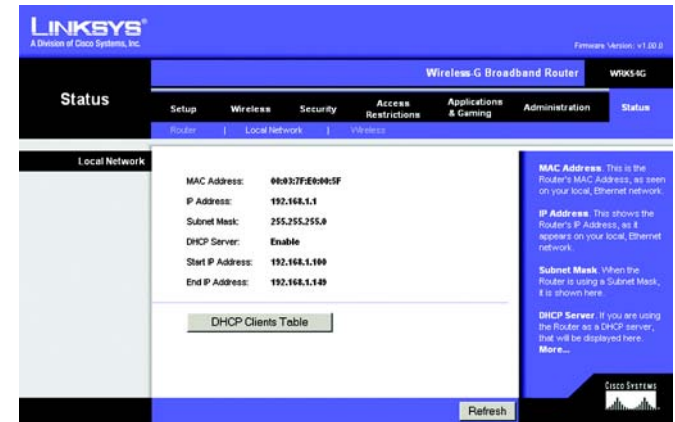 LINKSYS®
A Division of Cisco Systems, Inc.
Firmware Version: v1.00.0
Wireless-G Broadband Router
WRK54G
Status
Setup
Wireless
Security
Access
Restrictions
Applications
& Gaming
Administration
Status
Router | Local Network | Wireless
Local Network
MAC Address: 00:03:7F:E0:00:5F
IP Address: 192.168.1.1
Subnet Mask: 255.255.255.0
DHCP Server: Enable
Start IP Address: 192.168.1.100
End IP Address: 192.168.1.149
DHCP Clients Table
MAC Address. This is the
Router's MAC Address, as seen
on your local, Ethernet network.
IP Address. This shows the
Router's IP Address, as it
appears on your local, Ethernet
network.
Subnet Mask. When the
Router is using a Subnet Mask,
it is shown here.
DHCP Server. If you are using
the Router as a DHCP server,
that will be displayed here.
More...
Refresh
CISCO SYSTEMS